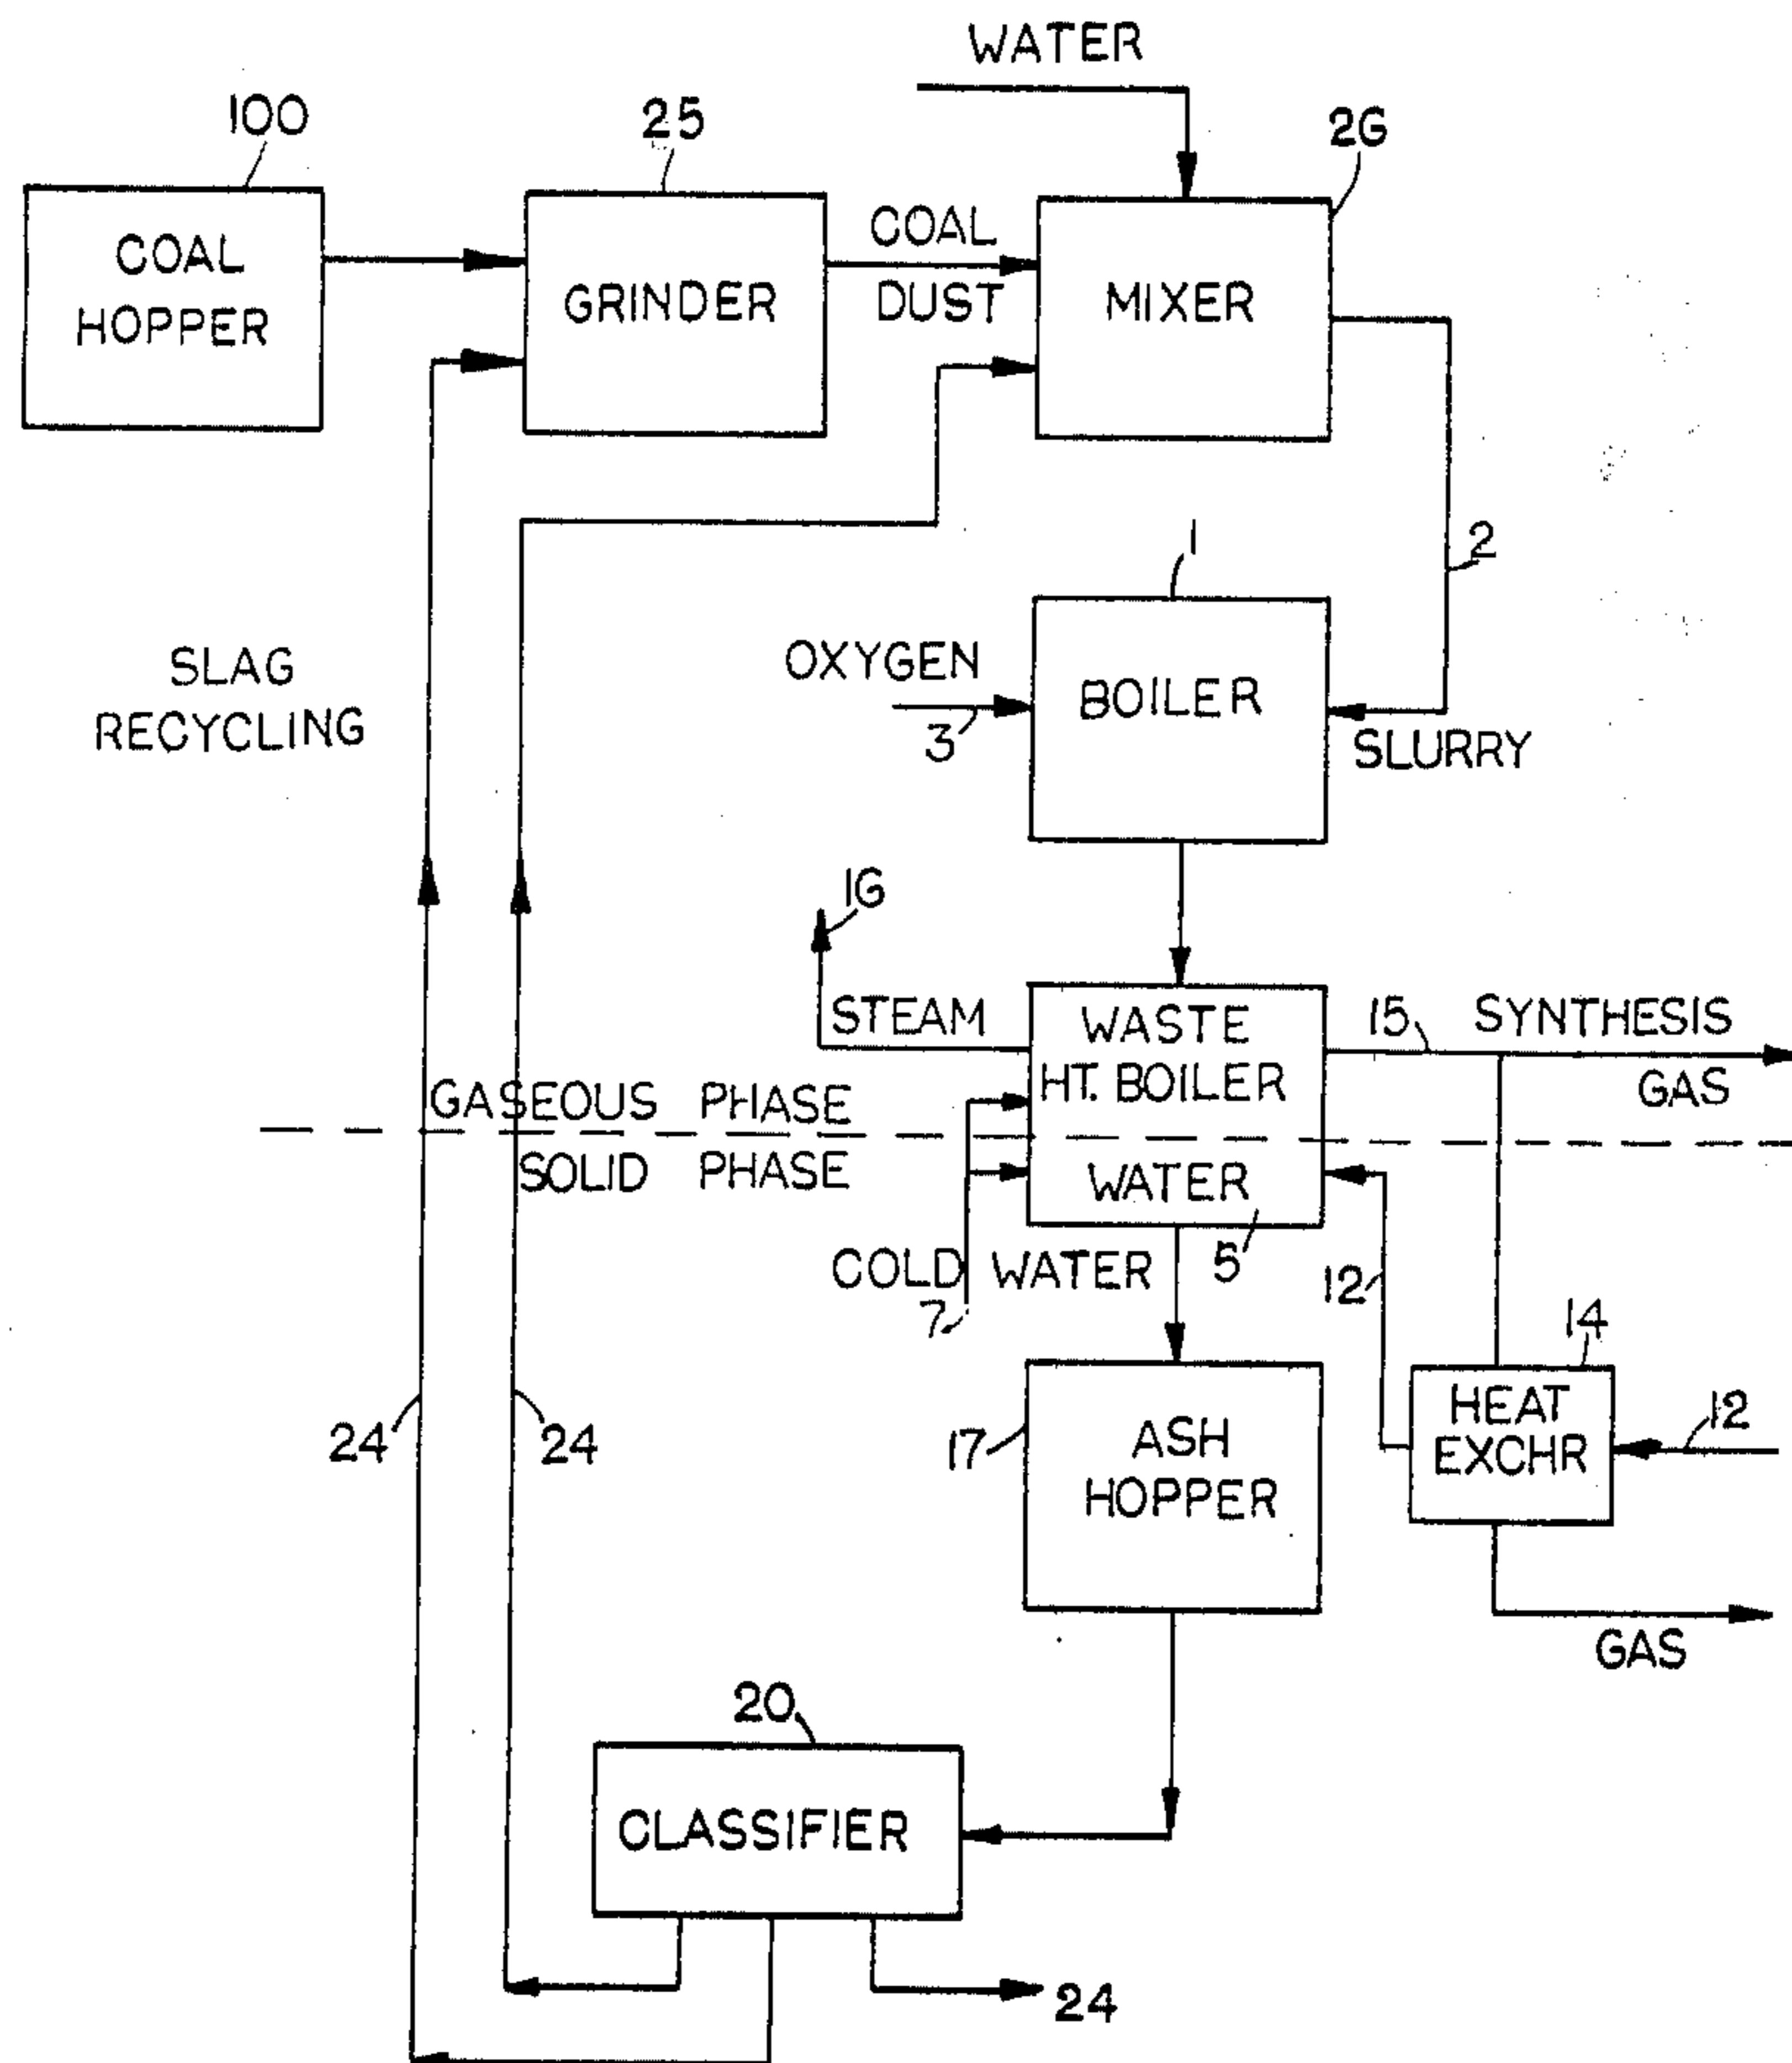 WATER
100
25
26
COAL
HOPPER
GRINDER
COAL
DUST
MIXER
1
2
SLAG
RECYCLING
OXYGEN
3
BOILER
SLURRY
16
STEAM
WASTE
HT. BOILER
15
SYNTHESIS
GAS
GASEOUS PHASE
SOLID PHASE
WATER
5
COLD WATER
7
12
14
HEAT
EXCHR
12
24
24
17
ASH
HOPPER
GAS
20
CLASSIFIER
24